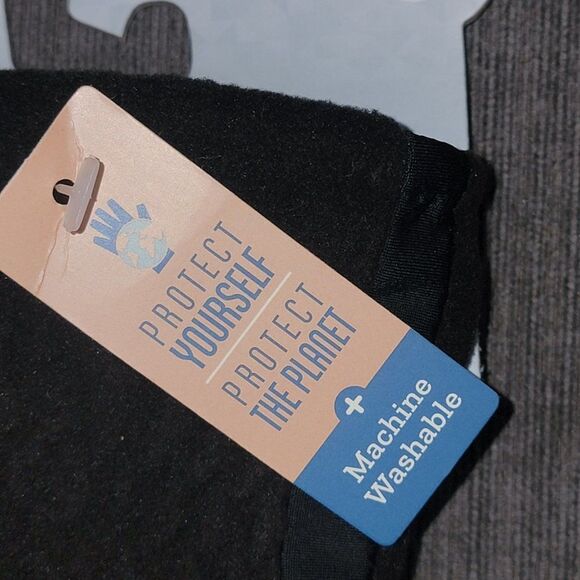 PROTECT
YOURSELF
PROTECT
THE PLANET
+
Machine
Washable